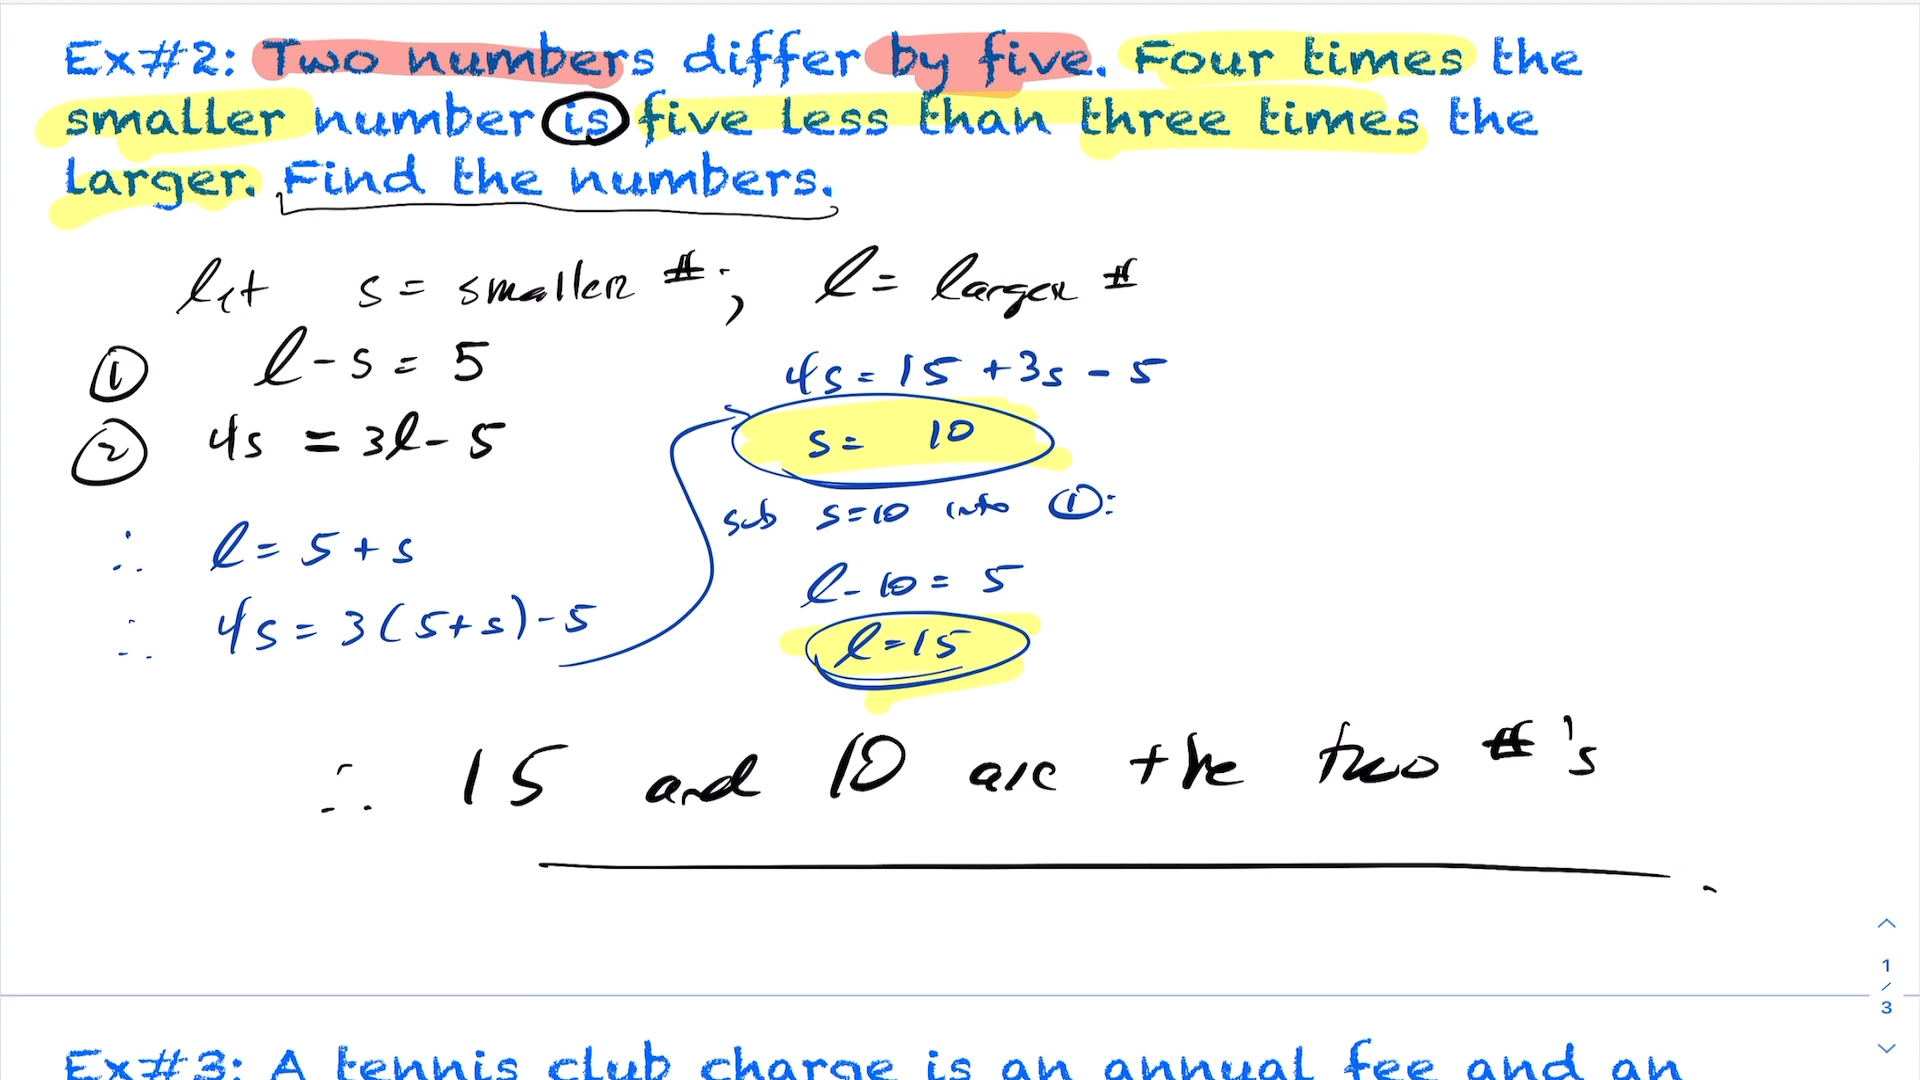 Ex#2: Two numbers differ by five. Four times the
smaller number is five less than three times the
larger. Find the numbers.
let s = smaller #; l = larger #
① l - s = 5
② 4s = 3l - 5
∴ l = 5 + s
∴ 4s = 3(5+s) - 5
4s = 15 + 3s - 5
s = 10
sub s=10 into ①:
l - 10 = 5
l = 15
∴ 15 and 10 are the two #'s
1
/
3
Ex#3: A tennis club charge is an annual fee and an